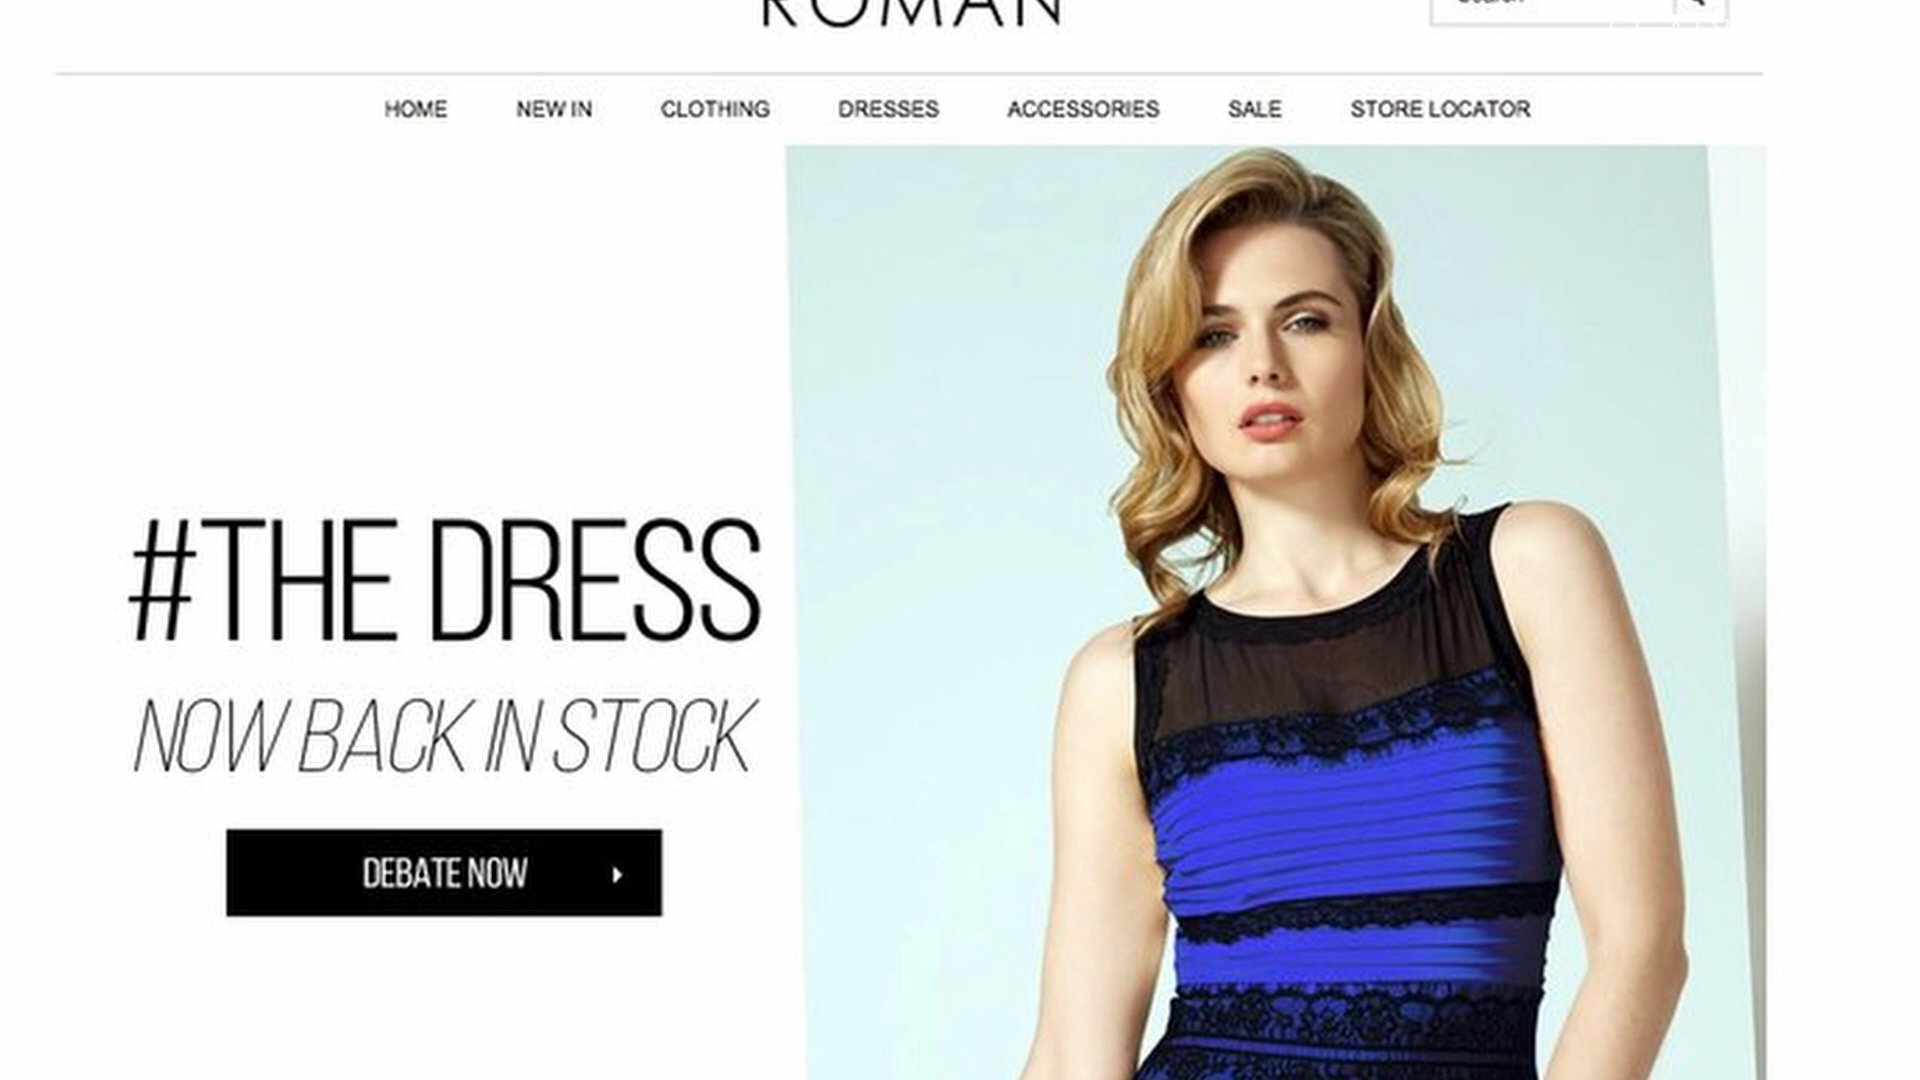 ROMAN
HOME NEW IN CLOTHING DRESSES ACCESSORIES SALE STORE LOCATOR
#THE DRESS
NOW BACK IN STOCK
DEBATE NOW